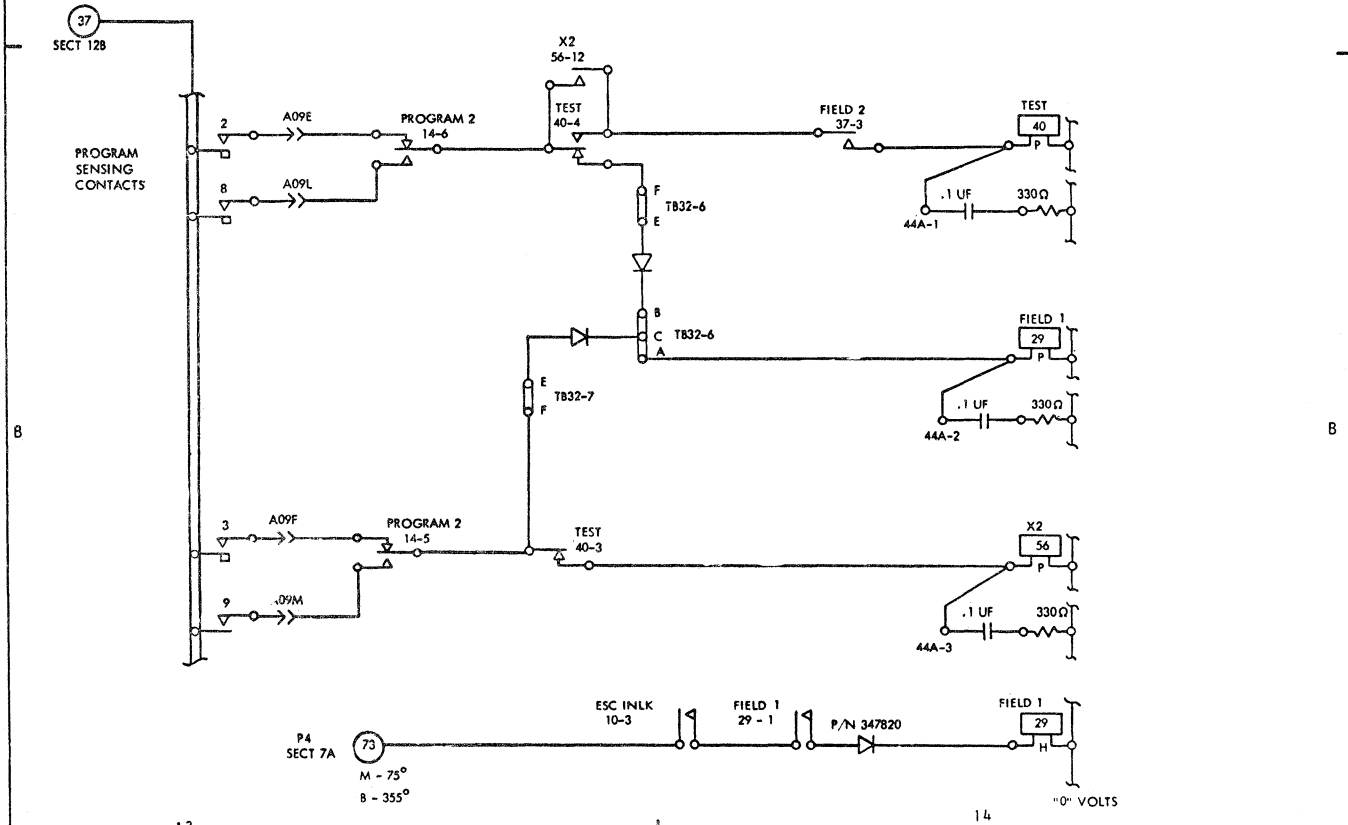 37
SECT 12B
X2
56-12
TEST
40-4
2
A09E
PROGRAM 2
14-6
FIELD 2
37-3
TEST
40
P
PROGRAM
SENSING
CONTACTS
8
A09L
F
TB32-6
E
.1 UF
330Ω
44A-1
B
C
TB32-6
A
FIELD 1
29
P
E
TB32-7
F
.1 UF
330Ω
44A-2
B
B
3
A09F
PROGRAM 2
14-5
TEST
40-3
X2
56
P
9
A09M
.1 UF
330Ω
44A-3
ESC INLK
10-3
FIELD 1
29 - 1
P/N 347820
FIELD 1
29
H
P4
SECT 7A
73
M - 75°
B - 355°
"0" VOLTS
14